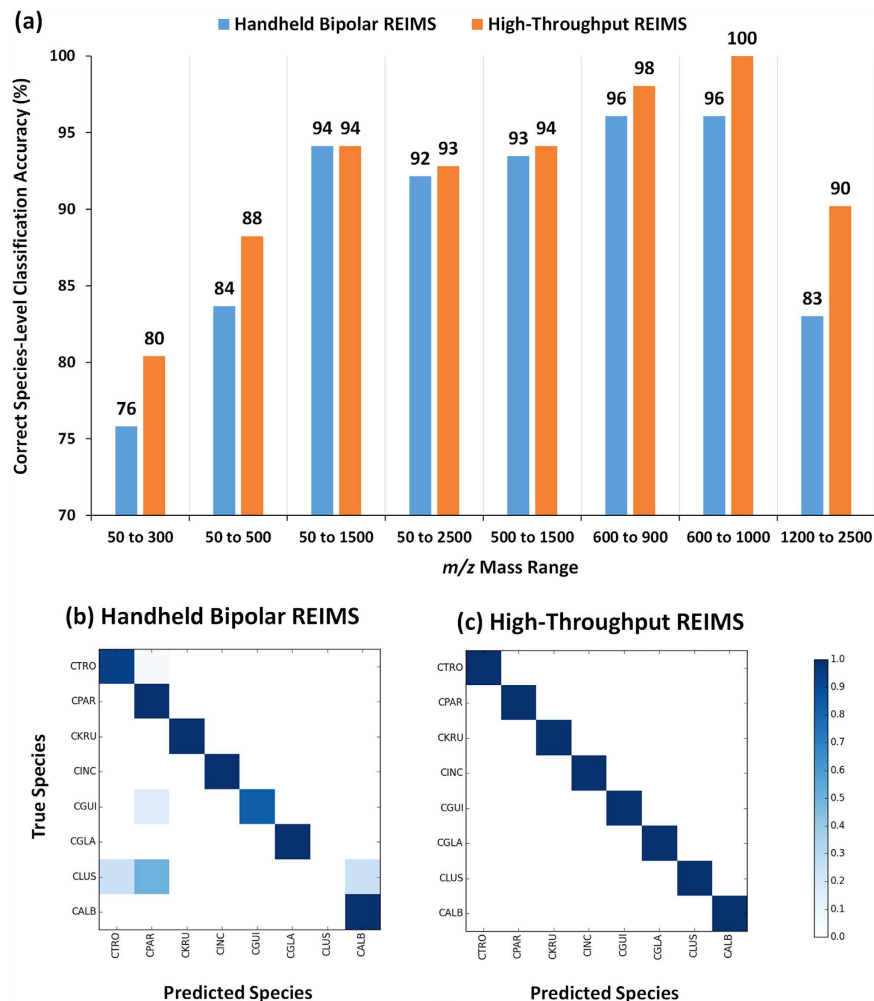 (a)
Handheld Bipolar REIMS
High-Throughput REIMS
Correct Species-Level Classification Accuracy (%)
100
95
90
85
80
75
70
76
80
84
88
94
94
92
93
93
94
96
98
96
100
83
90
50 to 300
50 to 500
50 to 1500
50 to 2500
500 to 1500
600 to 900
600 to 1000
1200 to 2500
m/z Mass Range
(b) Handheld Bipolar REIMS
True Species
CTRO
CPAR
CKRU
CINC
CGUI
CGLA
CLUS
CALB
CTRO
CPAR
CKRU
CINC
CGUI
CGLA
CLUS
CALB
Predicted Species
(c) High-Throughput REIMS
CTRO
CPAR
CKRU
CINC
CGUI
CGLA
CLUS
CALB
CTRO
CPAR
CKRU
CINC
CGUI
CGLA
CLUS
CALB
Predicted Species
1.0
0.9
0.8
0.7
0.6
0.5
0.4
0.3
0.2
0.1
0.0